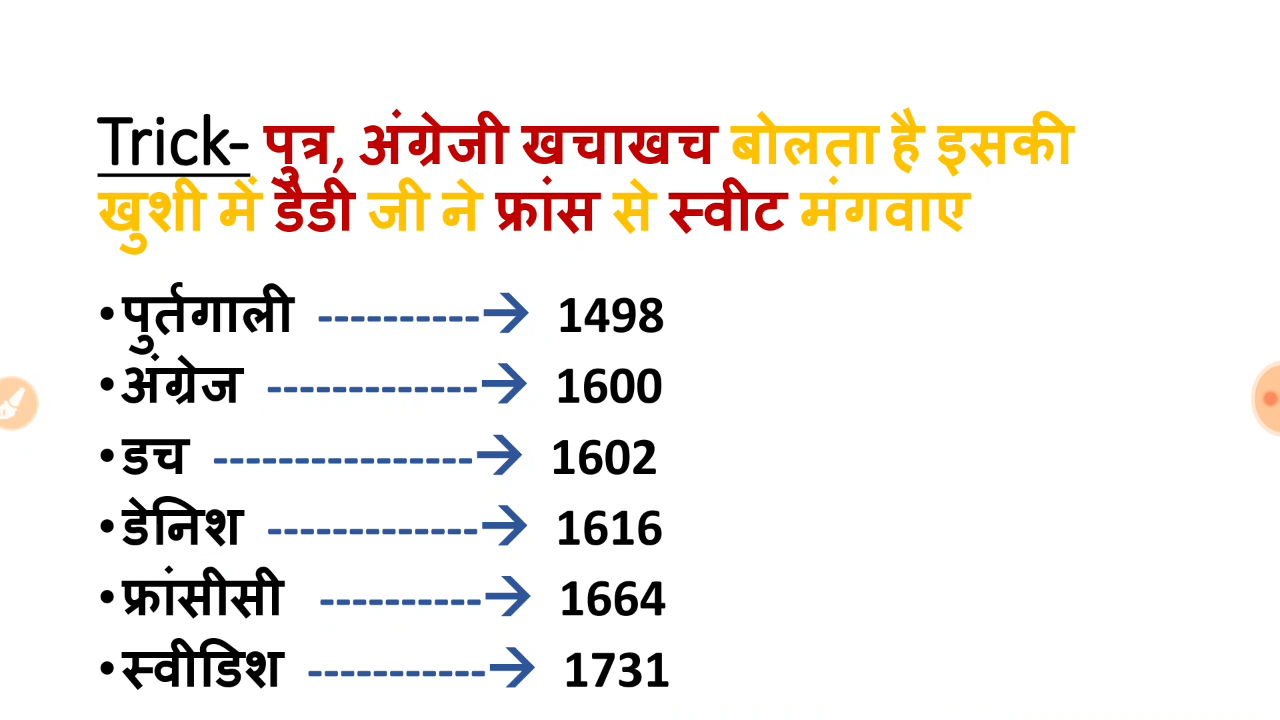 Trick- पुत्र, अंग्रेजी खचाखच बोलता है इसकी
खुशी में डैडी जी ने फ्रांस से स्वीट मंगवाए
•पुर्तगाली ----------→ 1498
•अंग्रेज -------------→ 1600
•डच ----------------→ 1602
•डेनिश -------------→ 1616
•फ्रांसीसी ----------→ 1664
•स्वीडिश -----------→ 1731